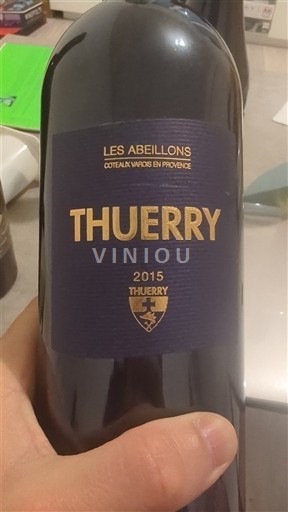 LES ABEILLONS
COTEAUX VAROIS EN PROVENCE
THUERRY
VINIOU
2015
THUERRY